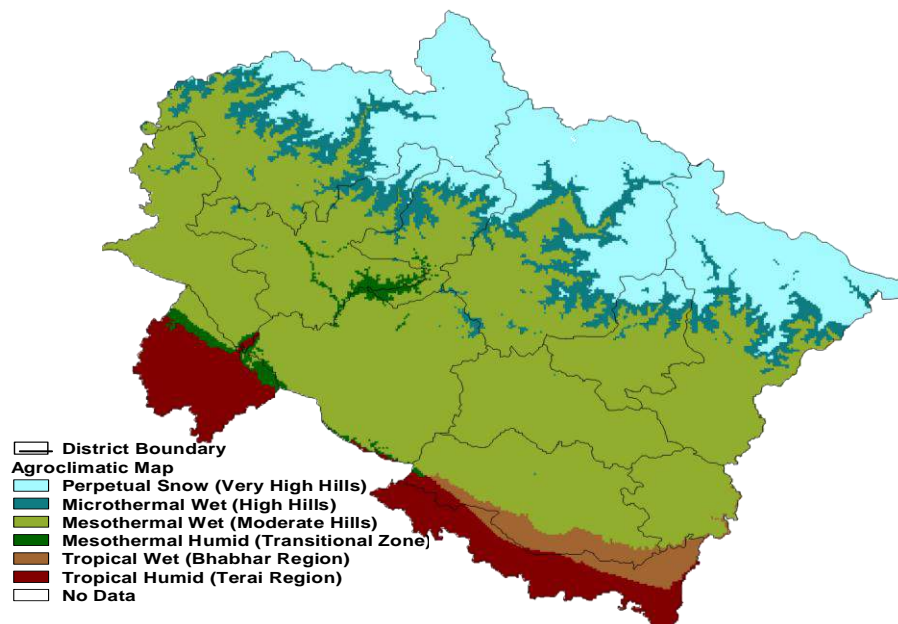 District Boundary
Agroclimatic Map
Perpetual Snow (Very High Hills)
Microthermal Wet (High Hills)
Mesothermal Wet (Moderate Hills)
Mesothermal Humid (Transitional Zone)
Tropical Wet (Bhabhar Region)
Tropical Humid (Terai Region)
No Data